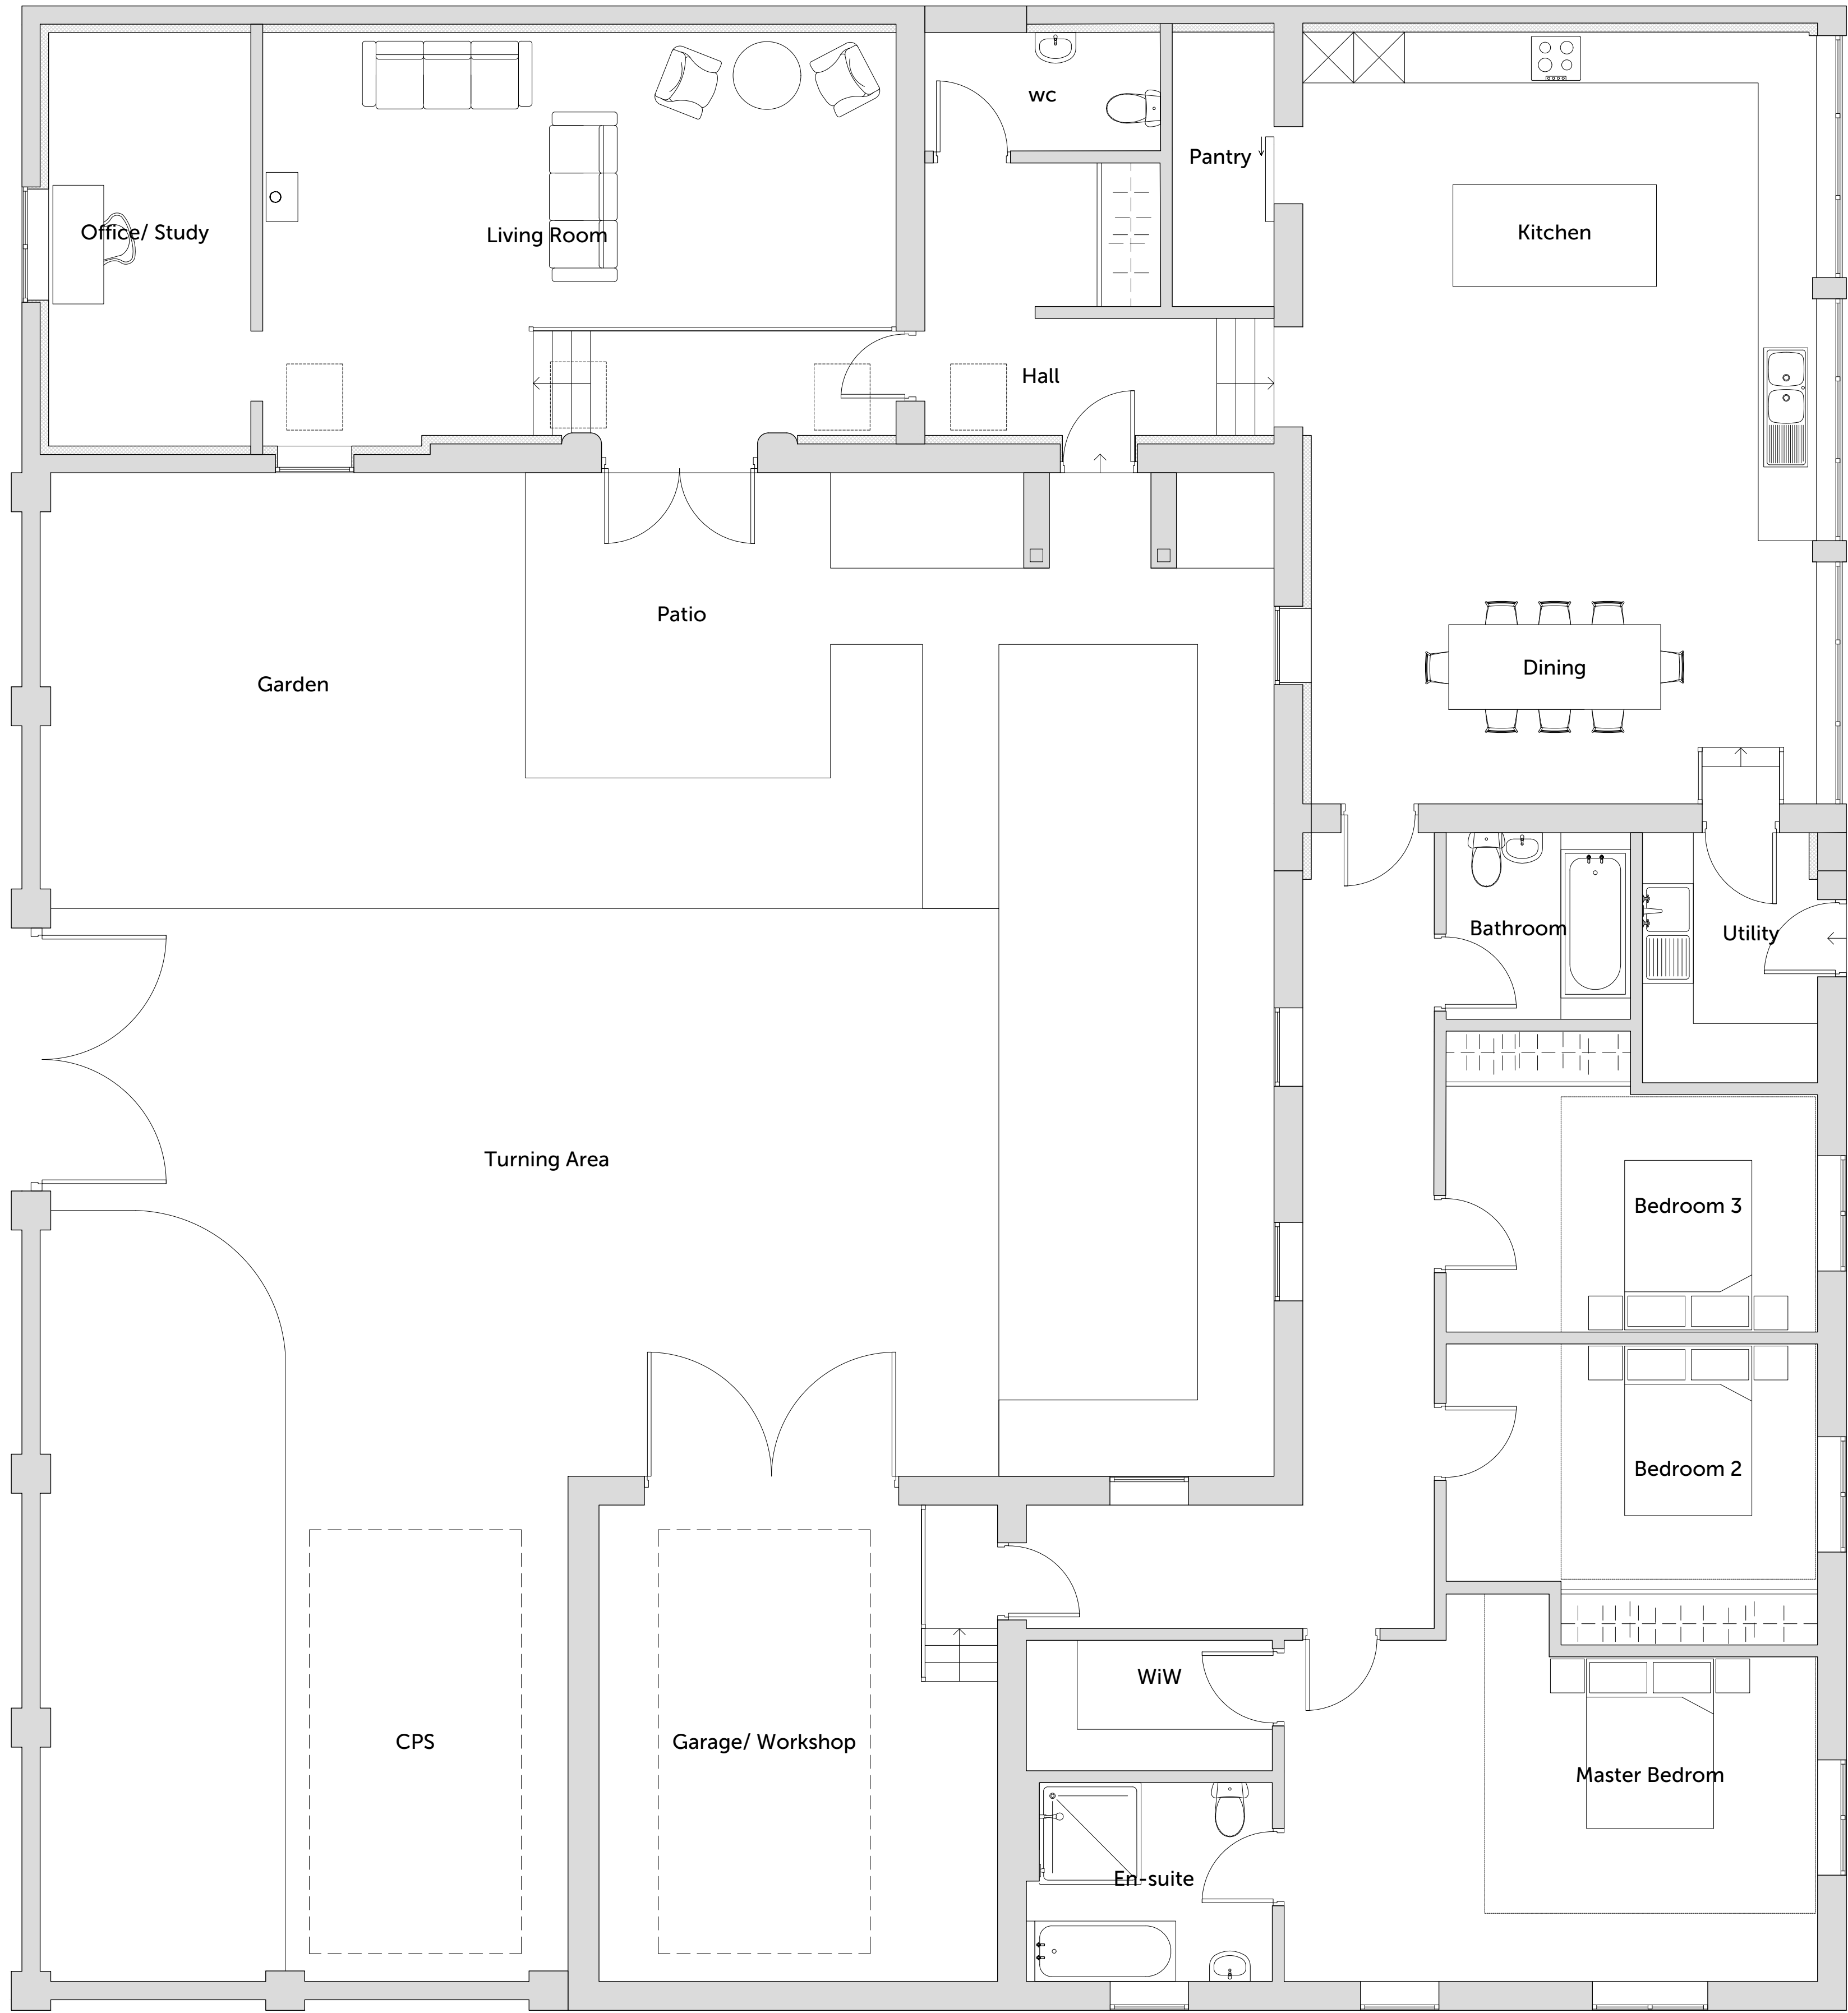 wc
Pantry
Office/ Study
Living Room
Kitchen
Hall
Patio
Dining
Garden
Bathroom
Utility
Turning Area
Bedroom 3
Bedroom 2
WiW
CPS
Garage/ Workshop
Master Bedrom
En-suite